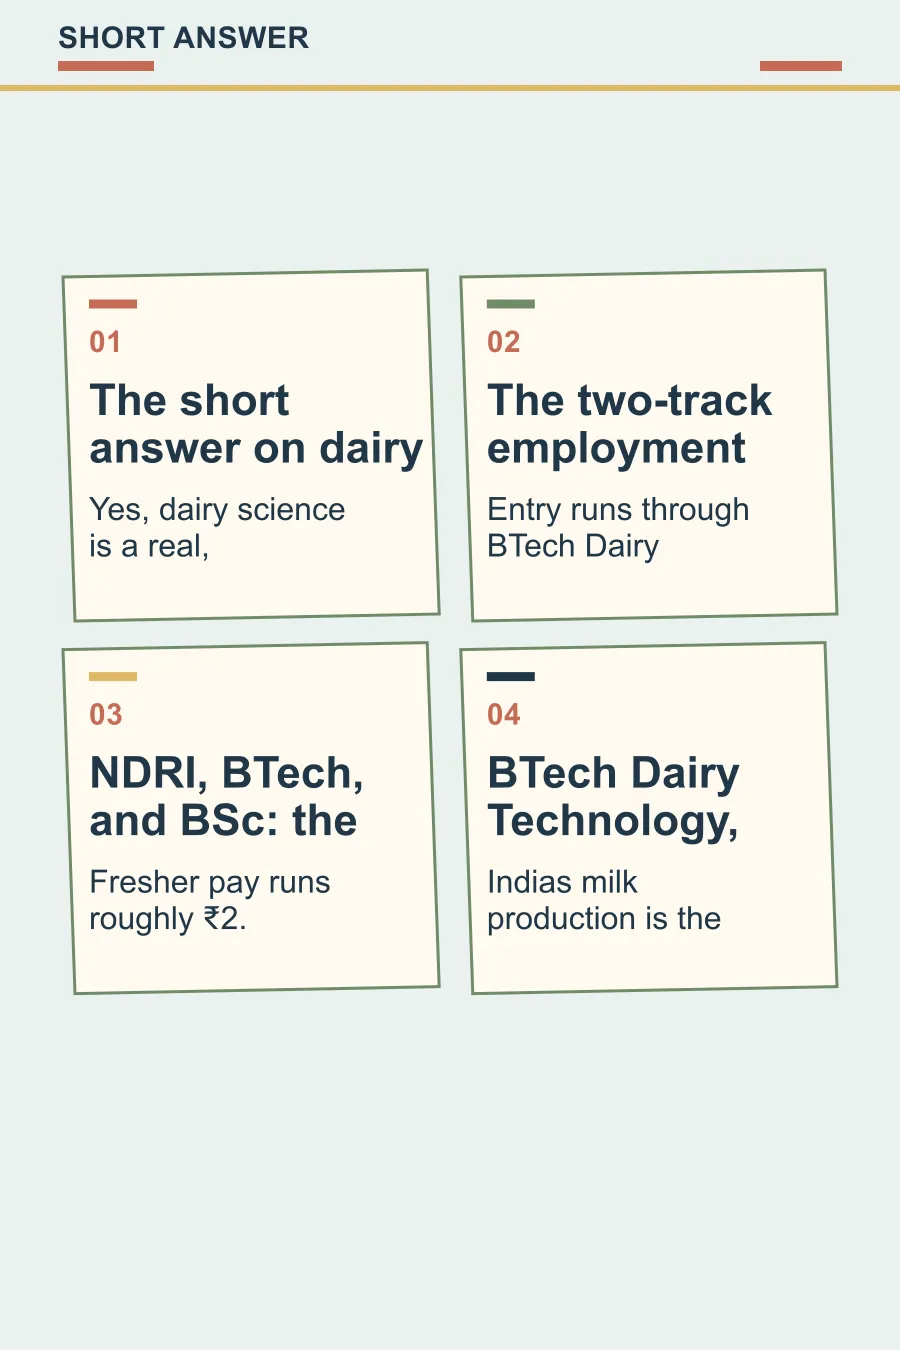 SHORT ANSWER
01
The short
answer on dairy
Yes, dairy science
is a real,
02
The two-track
employment
Entry runs through
BTech Dairy
03
NDRI, BTech,
and BSc: the
Fresher pay runs
roughly ₹2.
04
BTech Dairy
Technology,
Indias milk
production is the